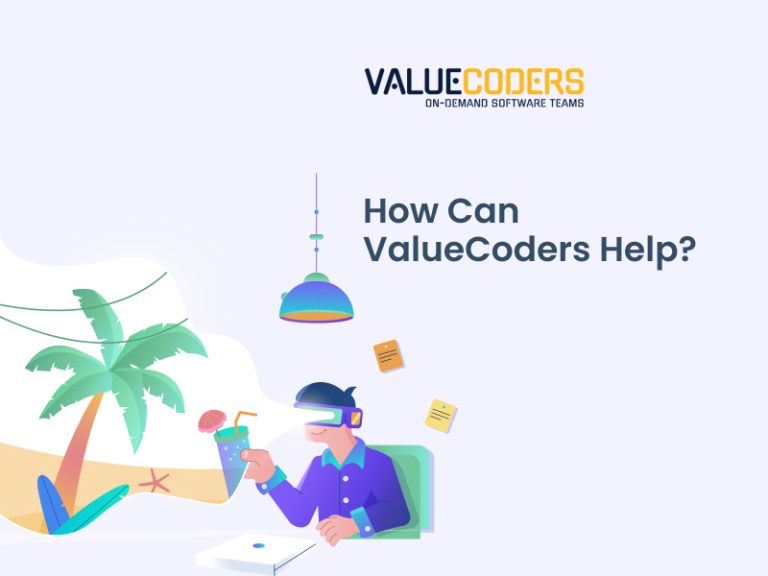 VALUECODERS
ON-DEMAND SOFTWARE TEAMS
How Can
ValueCoders Help?